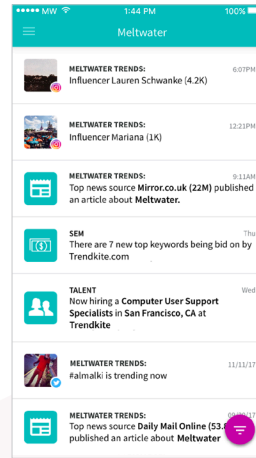 MW 1:44 PM 100%
Meltwater
MELTWATER TRENDS: 6:07PM
Influencer Lauren Schwanke (4.2K)
MELTWATER TRENDS: 12:21PM
Influencer Mariana (1K)
MELTWATER TRENDS: 9:11AM
Top news source Mirror.co.uk (22M) published
an article about Meltwater.
SEM Thu
There are 7 new top keywords being bid on by
Trendkite.com
TALENT Wed
Now hiring a Computer User Support
Specialists in San Francisco, CA at
Trendkite
MELTWATER TRENDS: 11/11/17
#almalki is trending now
MELTWATER TRENDS:
Top news source Daily Mail Online
published an article about Meltwater